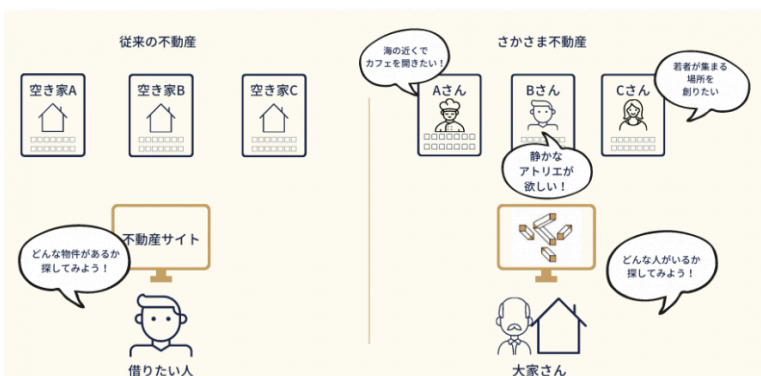 従来の不動産
空き家A
空き家B
空き家C
不動産サイト
どんな物件があるか
探してみよう！
借りたい人
さかさま不動産
海の近くで
カフェを開きたい！
Aさん
Bさん
Cさん
若者が集まる
場所を
創りたい
静かな
アトリエが
欲しい！
どんな人がいるか
探してみよう！
大家さん